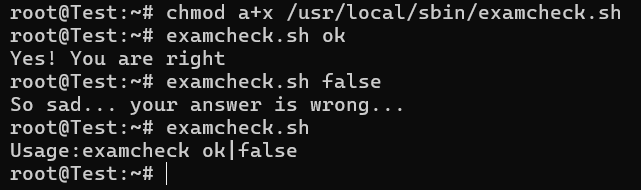 root@Test:~# chmod a+x /usr/local/sbin/examcheck.sh
root@Test:~# examcheck.sh ok
Yes! You are right
root@Test:~# examcheck.sh false
So sad... your answer is wrong...
root@Test:~# examcheck.sh
Usage:examcheck ok|false
root@Test:~#